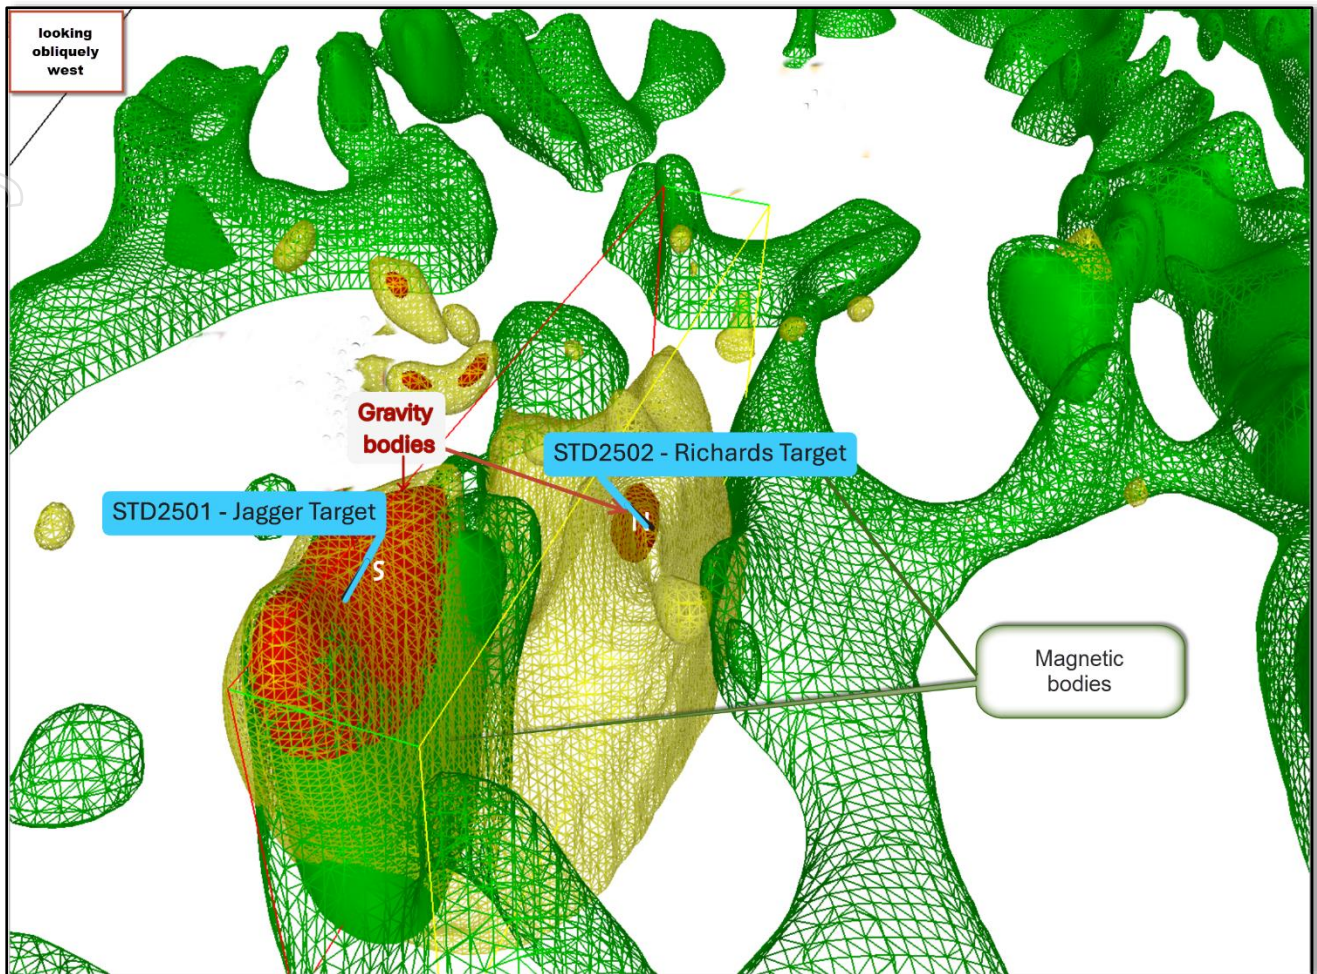 looking
obliquely
west
Gravity
bodies
STD2502 - Richards Target
STD2501 - Jagger Target
N
S
Magnetic
bodies